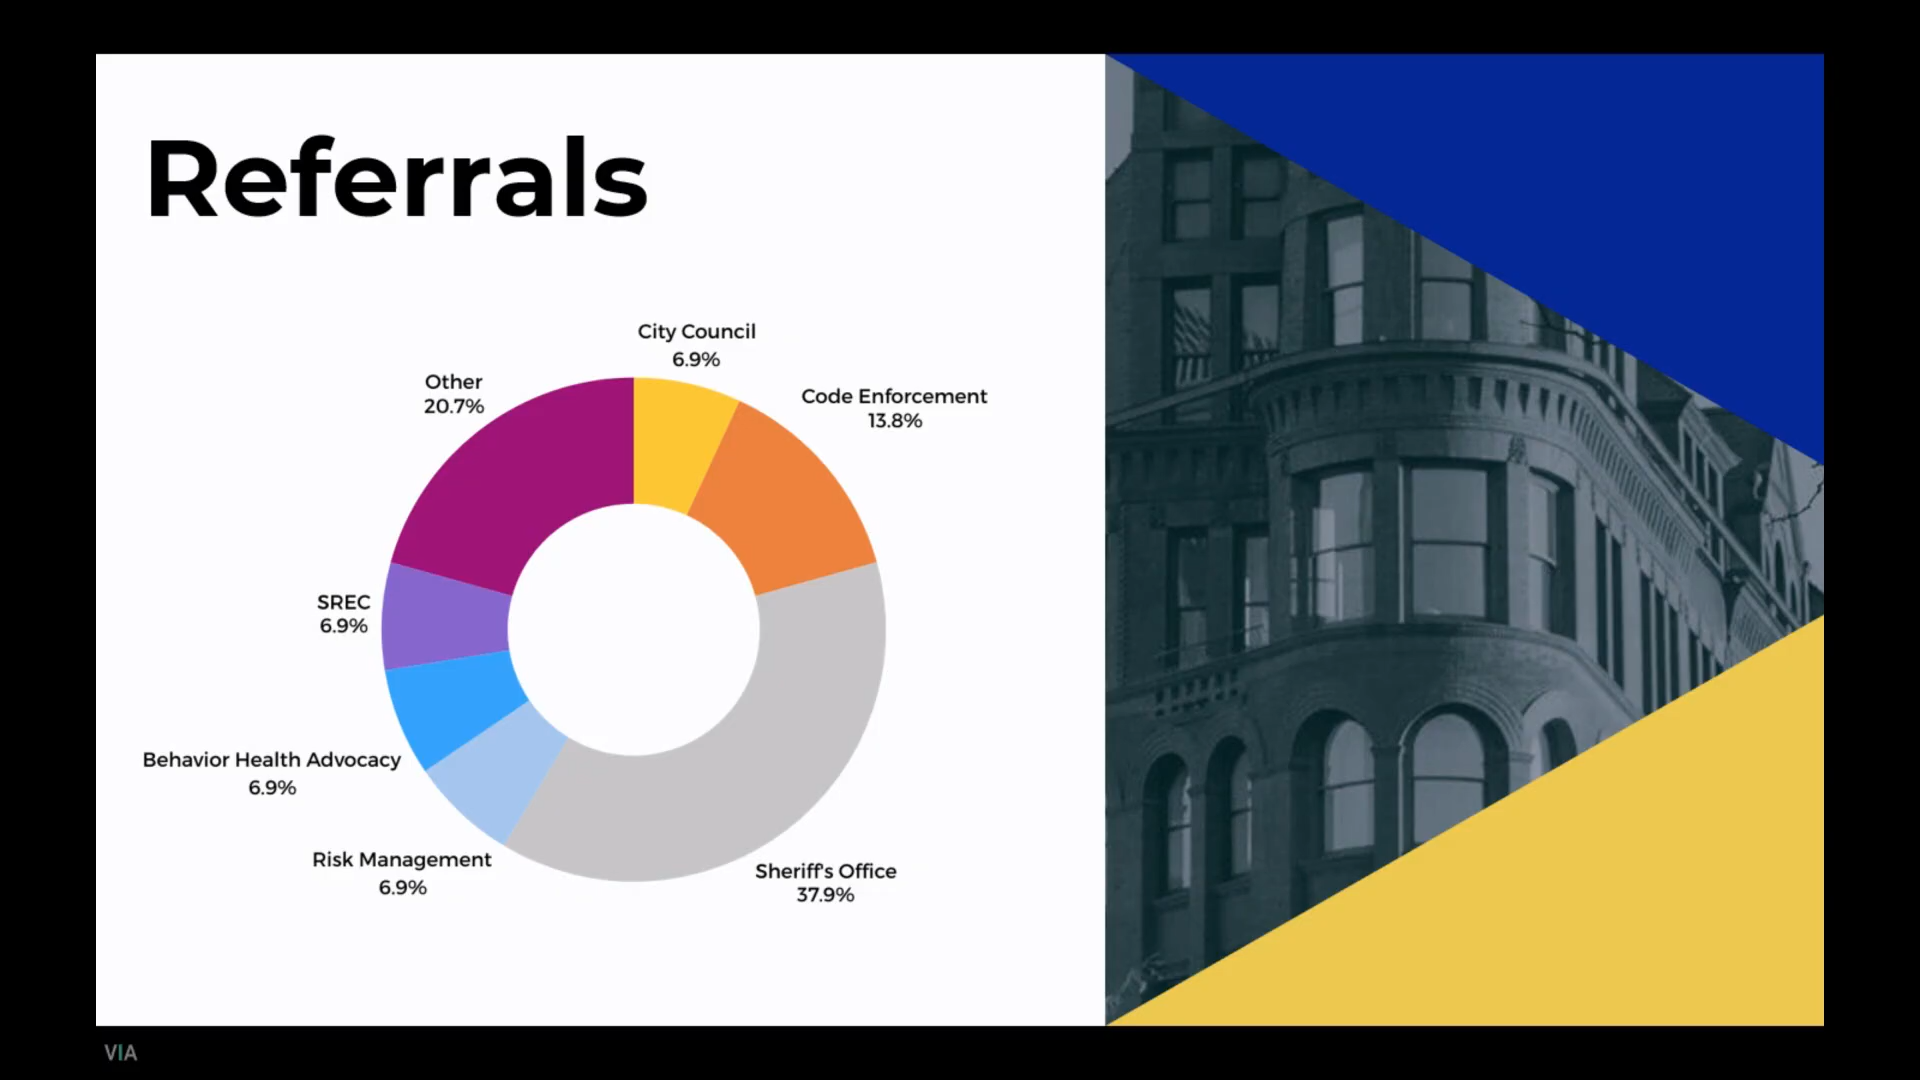 Referrals
City Council
6.9%
Code Enforcement
13.8%
Other
20.7%
SREC
6.9%
Behavior Health Advocacy
6.9%
Risk Management
6.9%
Sheriff's Office
37.9%
VIA